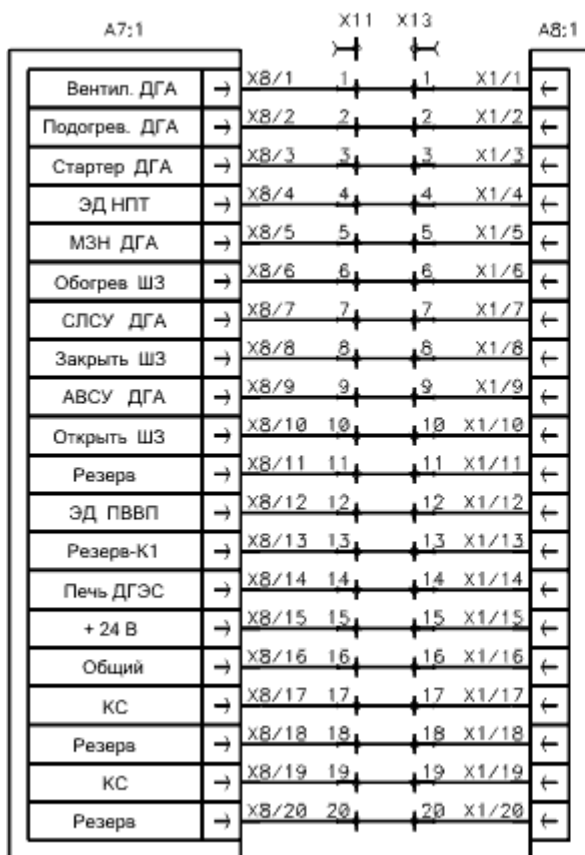 X11 X13
A7:1 A8:1
Вентил. ДГА X8/1 1 1 X1/1
Подогрев. ДГА X8/2 2 2 X1/2
Стартер ДГА X8/3 3 3 X1/3
ЭД НПТ X8/4 4 4 X1/4
МЗН ДГА X8/5 5 5 X1/5
Обогрев ШЗ X8/6 6 6 X1/6
СЛСУ ДГА X8/7 7 7 X1/7
Закрыть ШЗ X8/8 8 8 X1/8
АВСУ ДГА X8/9 9 9 X1/9
Открыть ШЗ X8/10 10 10 X1/10
Резерв X8/11 11 11 X1/11
ЭД ПВВП X8/12 12 12 X1/12
Резерв-К1 X8/13 13 13 X1/13
Печь ДГЭС X8/14 14 14 X1/14
+ 24 В X8/15 15 15 X1/15
Общий X8/16 16 16 X1/16
КС X8/17 17 17 X1/17
Резерв X8/18 18 18 X1/18
КС X8/19 19 19 X1/19
Резерв X8/20 20 20 X1/20